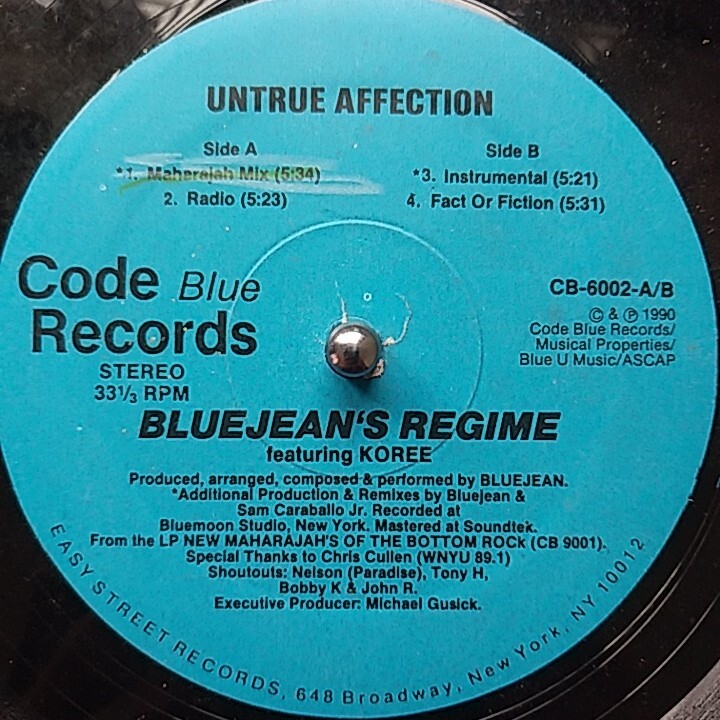 UNTRUE AFFECTION
Side A
*1. Maharajah Mix (5:34)
2. Radio (5:23)
Side B
*3. Instrumental (5:21)
4. Fact Or Fiction (5:31)
Code Blue
Records
STEREO
33⅓ RPM
CB-6002-A/B
© & ℗ 1990
Code Blue Records/
Musical Properties/
Blue U Music/ASCAP
BLUEJEAN'S REGIME
featuring KOREE
Produced, arranged, composed & performed by BLUEJEAN.
*Additional Production & Remixes by Bluejean &
Sam Caraballo Jr. Recorded at
Bluemoon Studio, New York. Mastered at Soundtek.
From the LP NEW MAHARAJAH'S OF THE BOTTOM ROCK (CB 9001).
Special Thanks to Chris Cullen (WNYU 89.1)
Shoutouts: Nelson (Paradise), Tony H,
Bobby K & John R.
Executive Producer: Michael Gusick.
EASY STREET RECORDS, 648 Broadway, New York, NY 10012